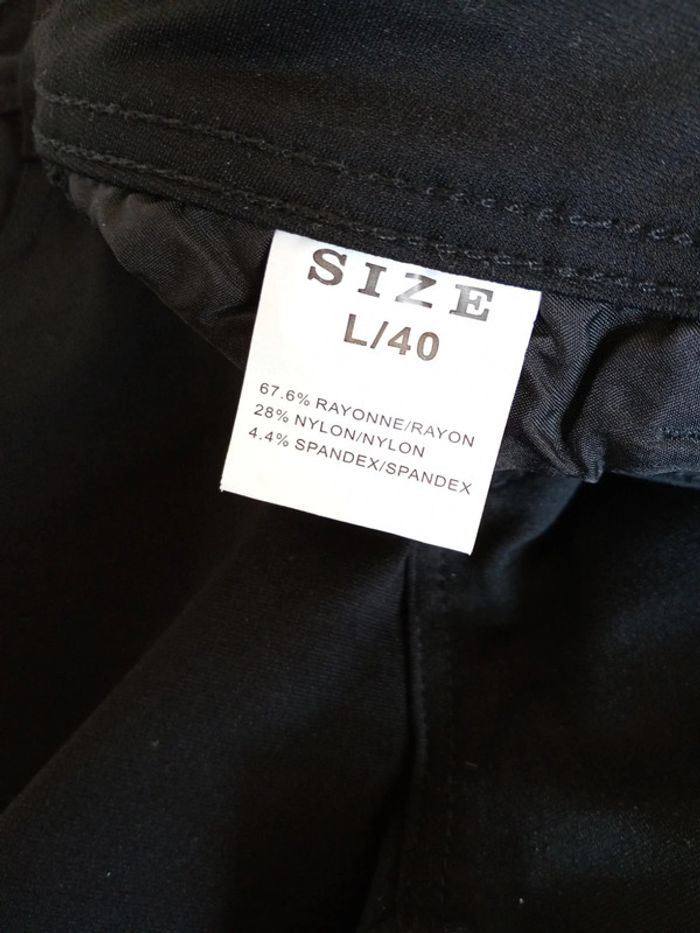 SIZE
L/40
67.6% RAYONNE/RAYON
28% NYLON/NYLON
4.4% SPANDEX/SPANDEX